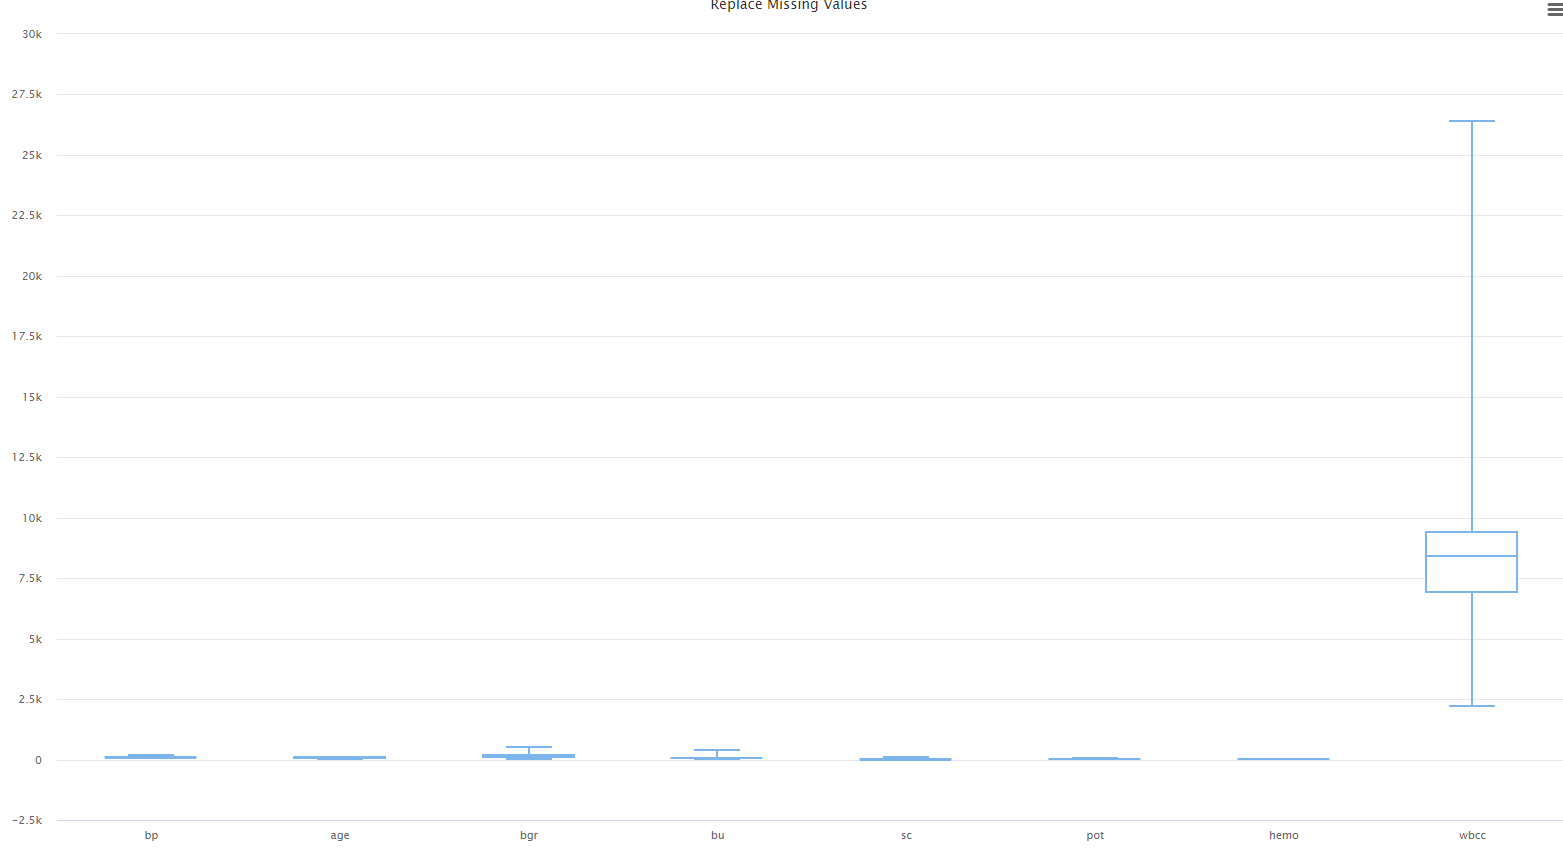 Replace Missing Values
30k
27.5k
25k
22.5k
20k
17.5k
15k
12.5k
10k
7.5k
5k
2.5k
0
−2.5k
bp age bgr bu sc pot hemo wbcc